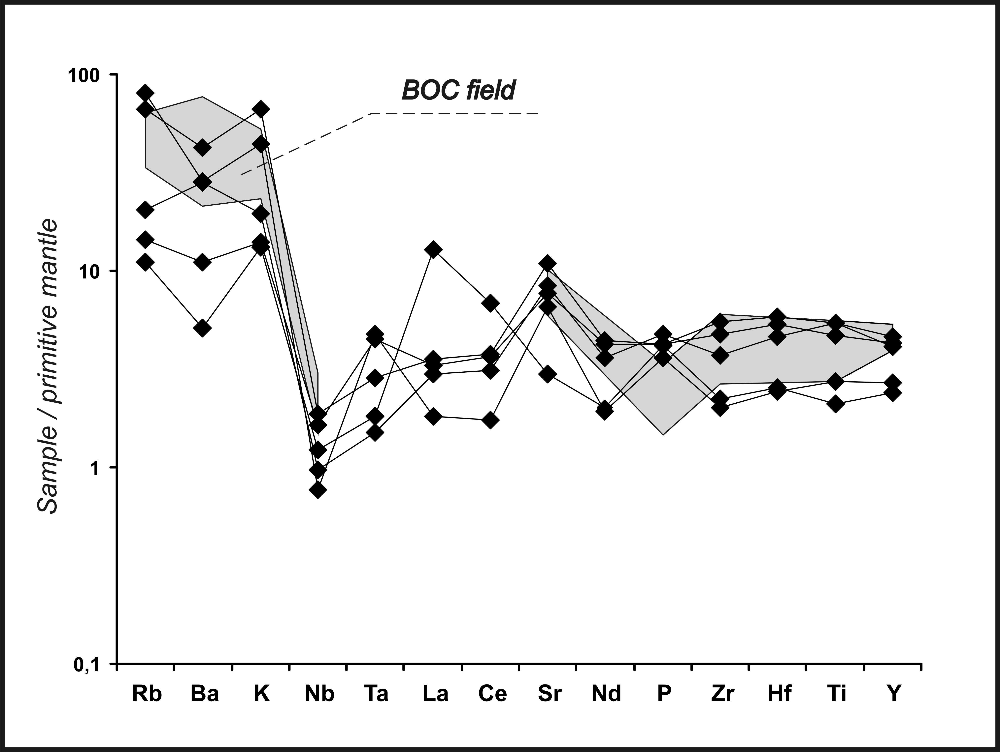 BOC field
Sample / primitive mantle
100
10
1
0,1
Rb Ba K Nb Ta La Ce Sr Nd P Zr Hf Ti Y